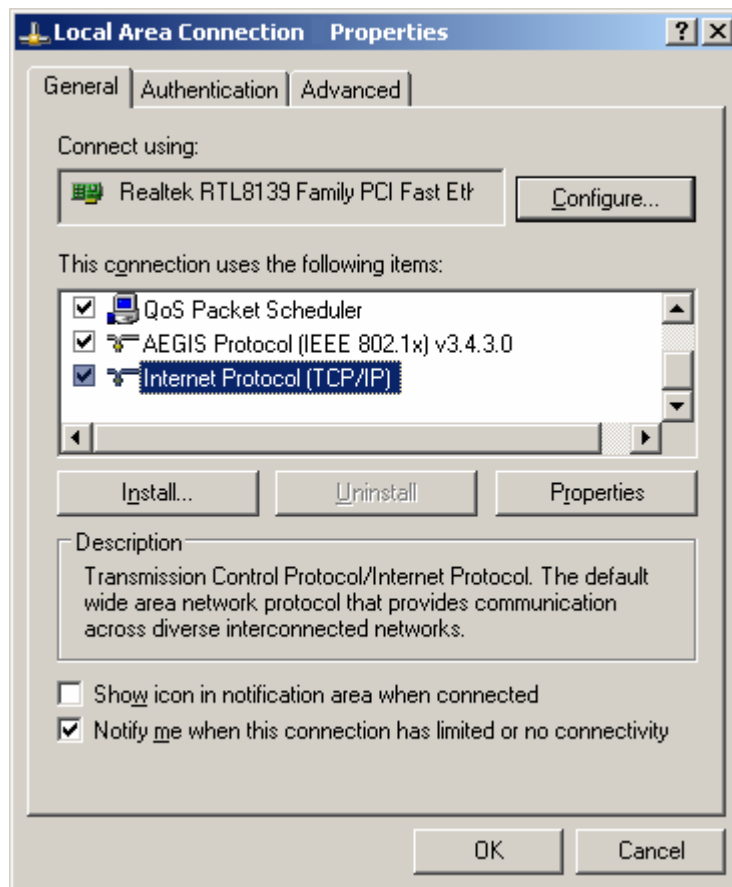 Local Area Connection Properties
General Authentication Advanced
Connect using:
Realtek RTL8139 Family PCI Fast Eth
Configure...
This connection uses the following items:
QoS Packet Scheduler
AEGIS Protocol (IEEE 802.1x) v3.4.3.0
Internet Protocol (TCP/IP)
Install... Uninstall Properties
Description
Transmission Control Protocol/Internet Protocol. The default
wide area network protocol that provides communication
across diverse interconnected networks.
Show icon in notification area when connected
Notify me when this connection has limited or no connectivity
OK Cancel